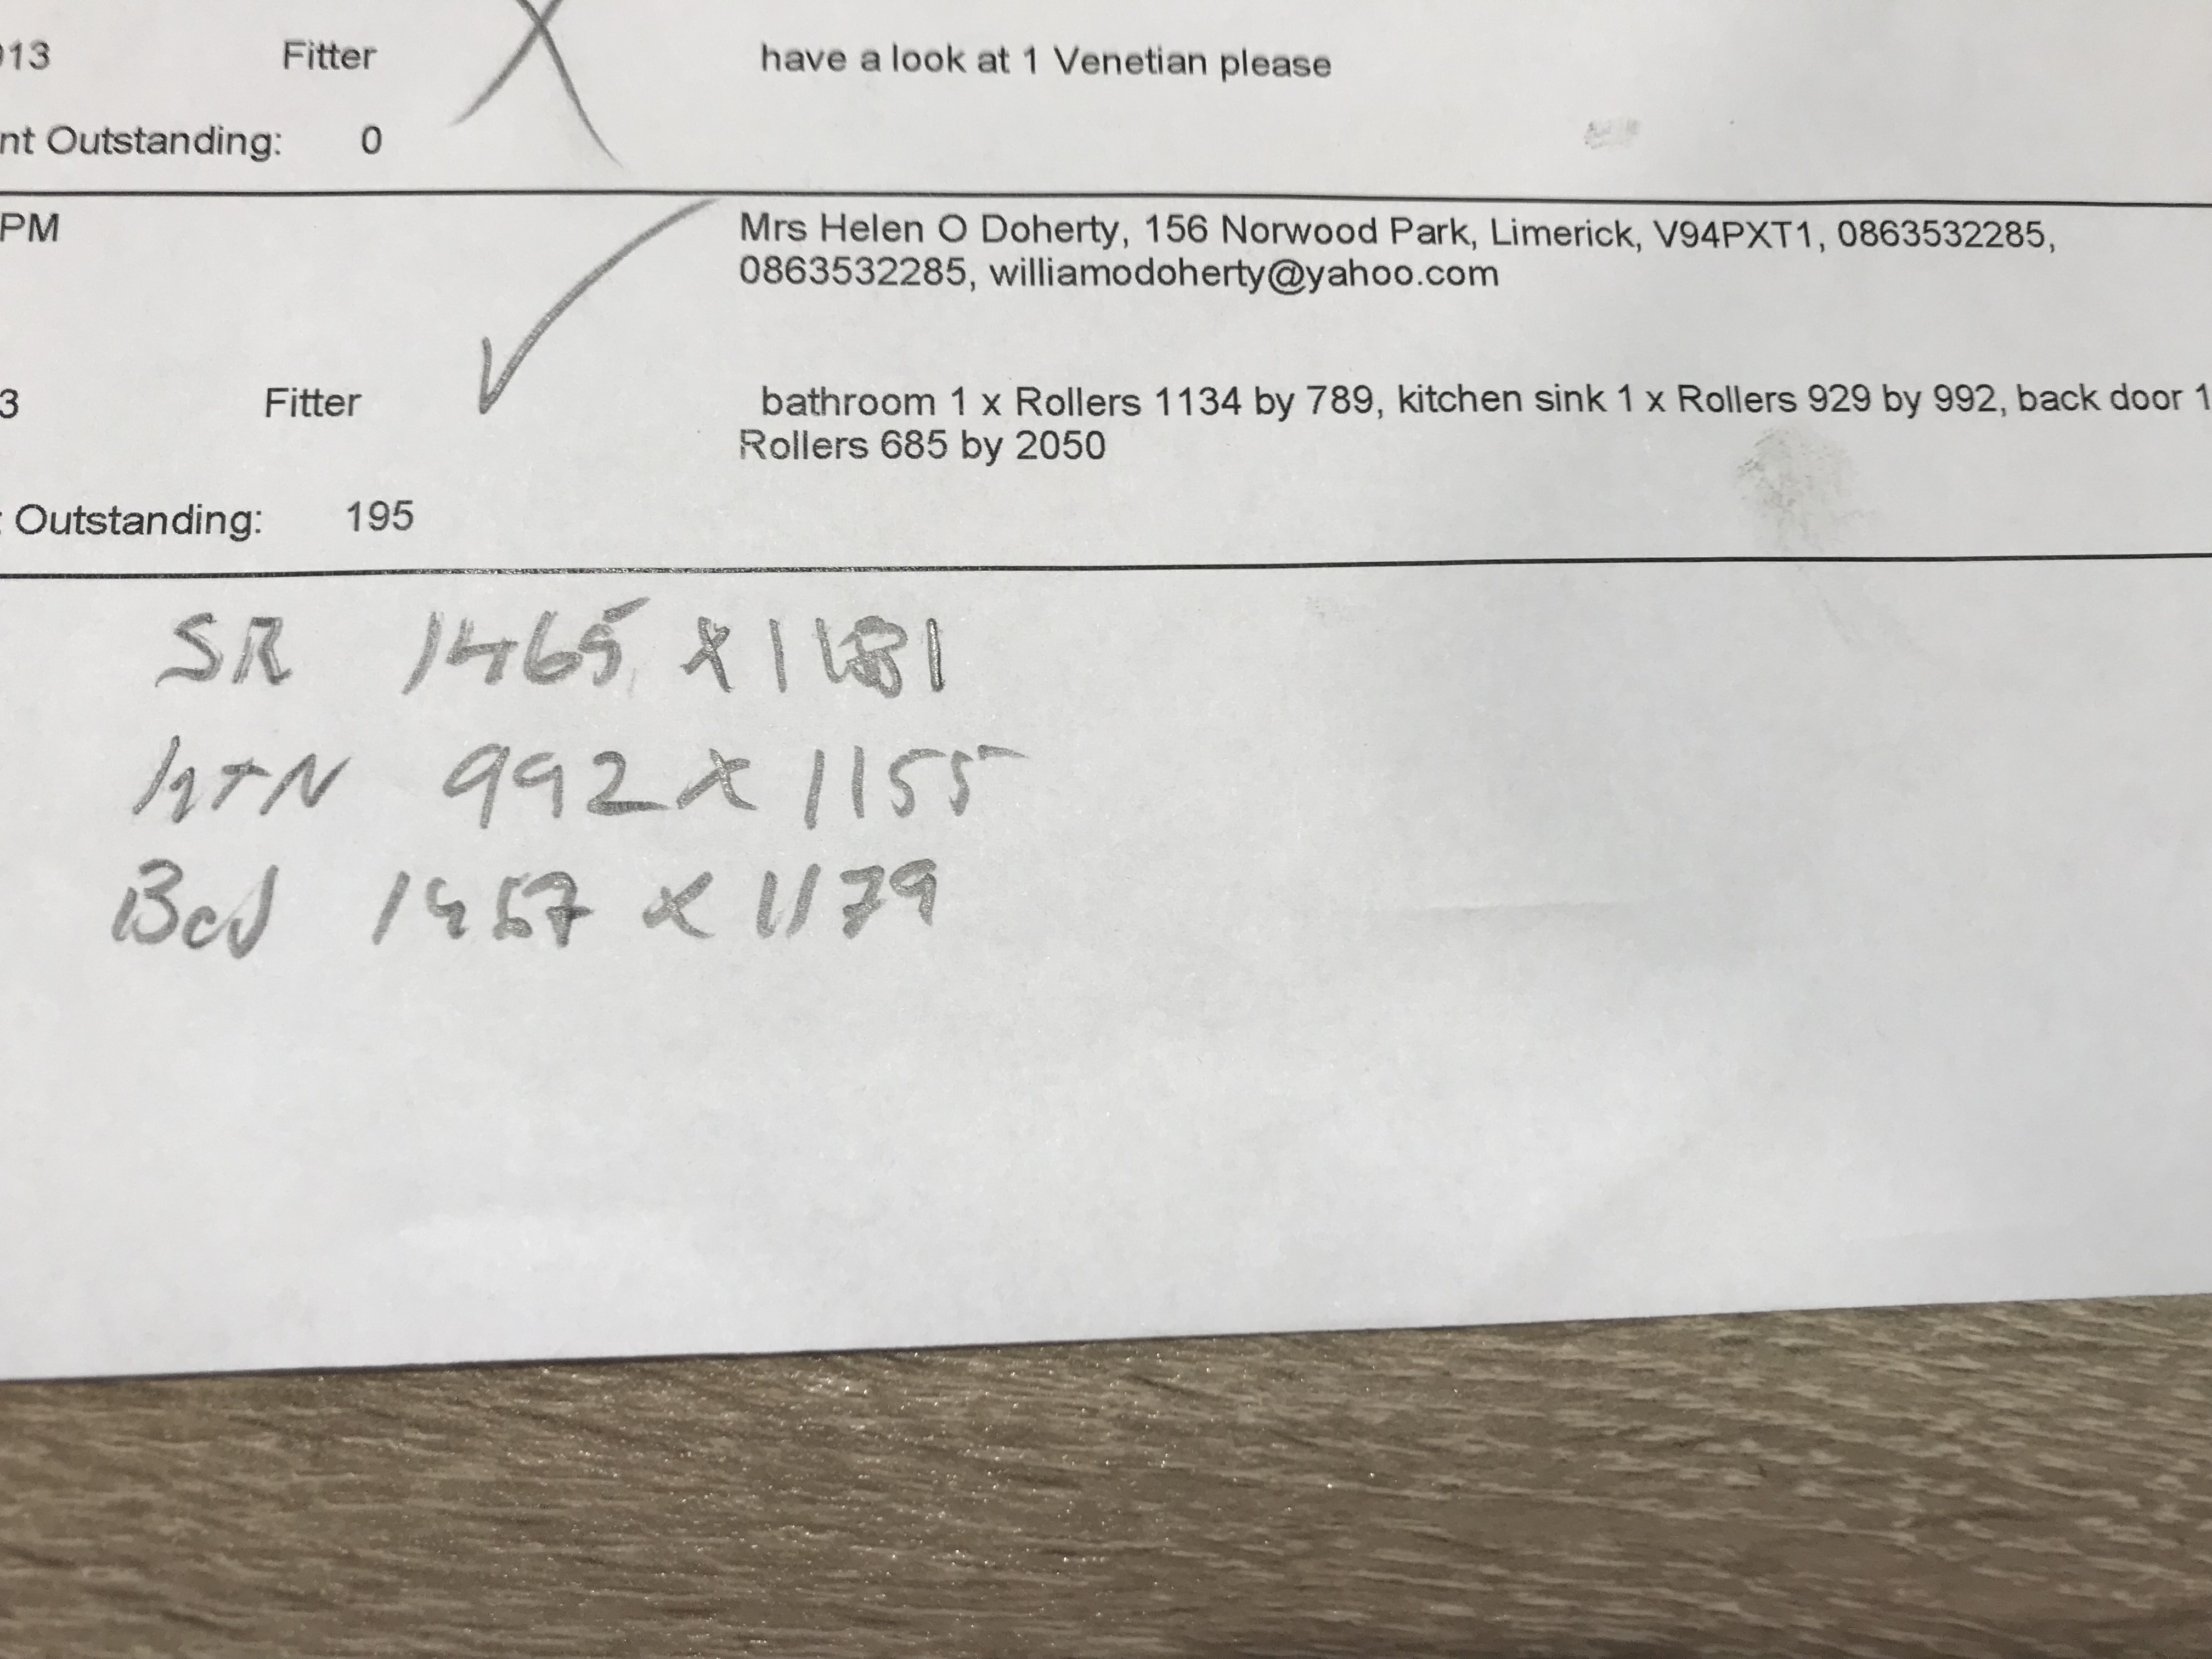 013 Fitter have a look at 1 Venetian please
nt Outstanding: 0
PM Mrs Helen O Doherty, 156 Norwood Park, Limerick, V94PXT1, 0863532285,
0863532285, williamodoherty@yahoo.com
3 Fitter bathroom 1 x Rollers 1134 by 789, kitchen sink 1 x Rollers 929 by 992, back door 1
Rollers 685 by 2050
Outstanding: 195
SR 1465 x 1181
992 x 1155
Bed x 1179